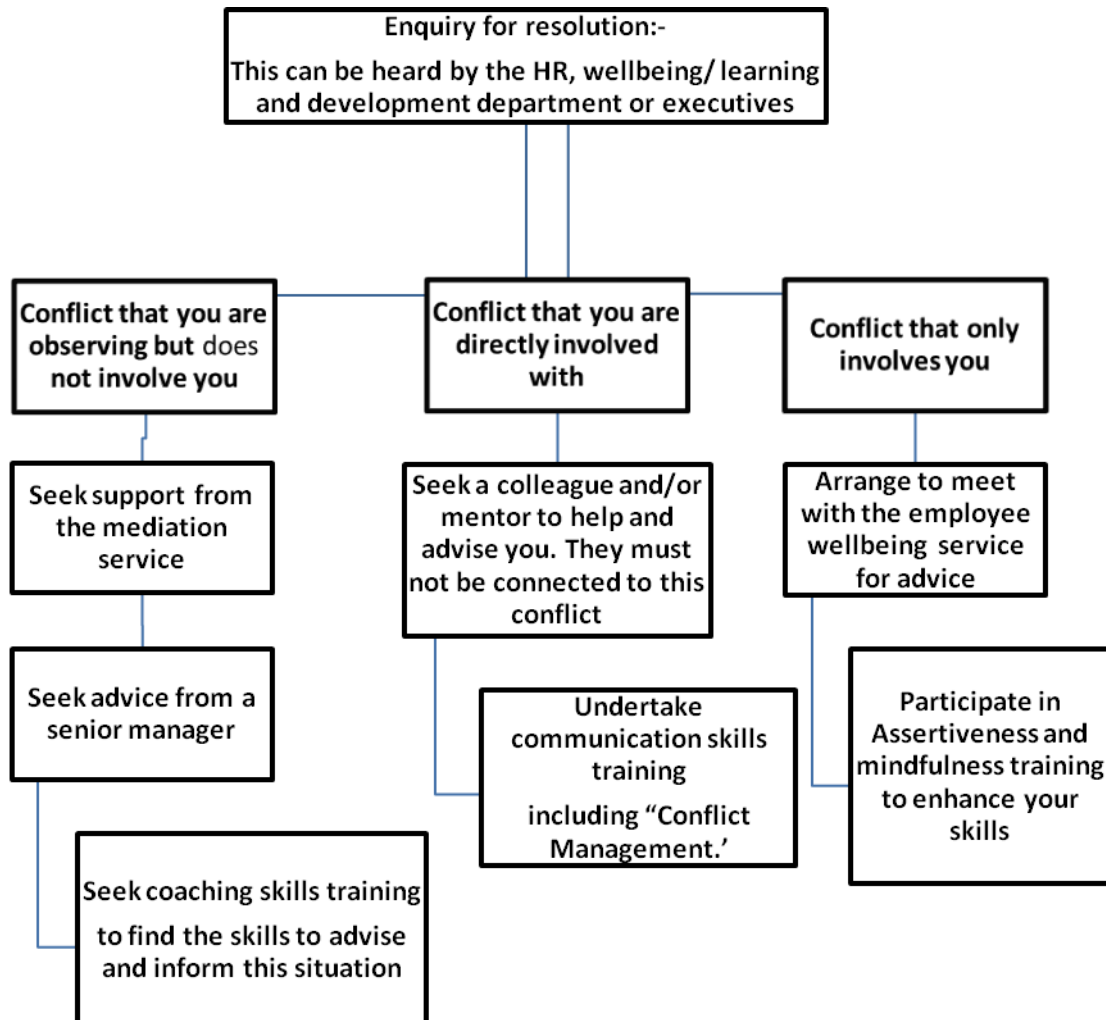 Enquiry for resolution:-
This can be heard by the HR, wellbeing/ learning
and development department or executives
Conflict that you are
observing but does
not involve you
Conflict that you are
directly involved
with
Conflict that only
involves you
Seek support from
the mediation
service
Seek a colleague and/or
mentor to help and
advise you. They must
not be connected to this
conflict
Arrange to meet
with the employee
wellbeing service
for advice
Seek advice from a
senior manager
Undertake
communication skills
training
including “Conflict
Management.’
Participate in
Assertiveness and
mindfulness training
to enhance your
skills
Seek coaching skills training
to find the skills to advise
and inform this situation